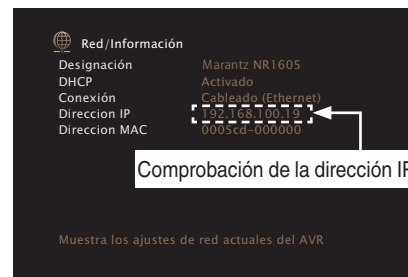 Red/Información
Designación Marantz NR1605
DHCP Activado
Conexión Cableado (Ethernet)
Direccion IP 192.168.100.19
Direccion MAC 0005cd-000000
Comprobación de la dirección IP
Muestra los ajustes de red actuales del AVR